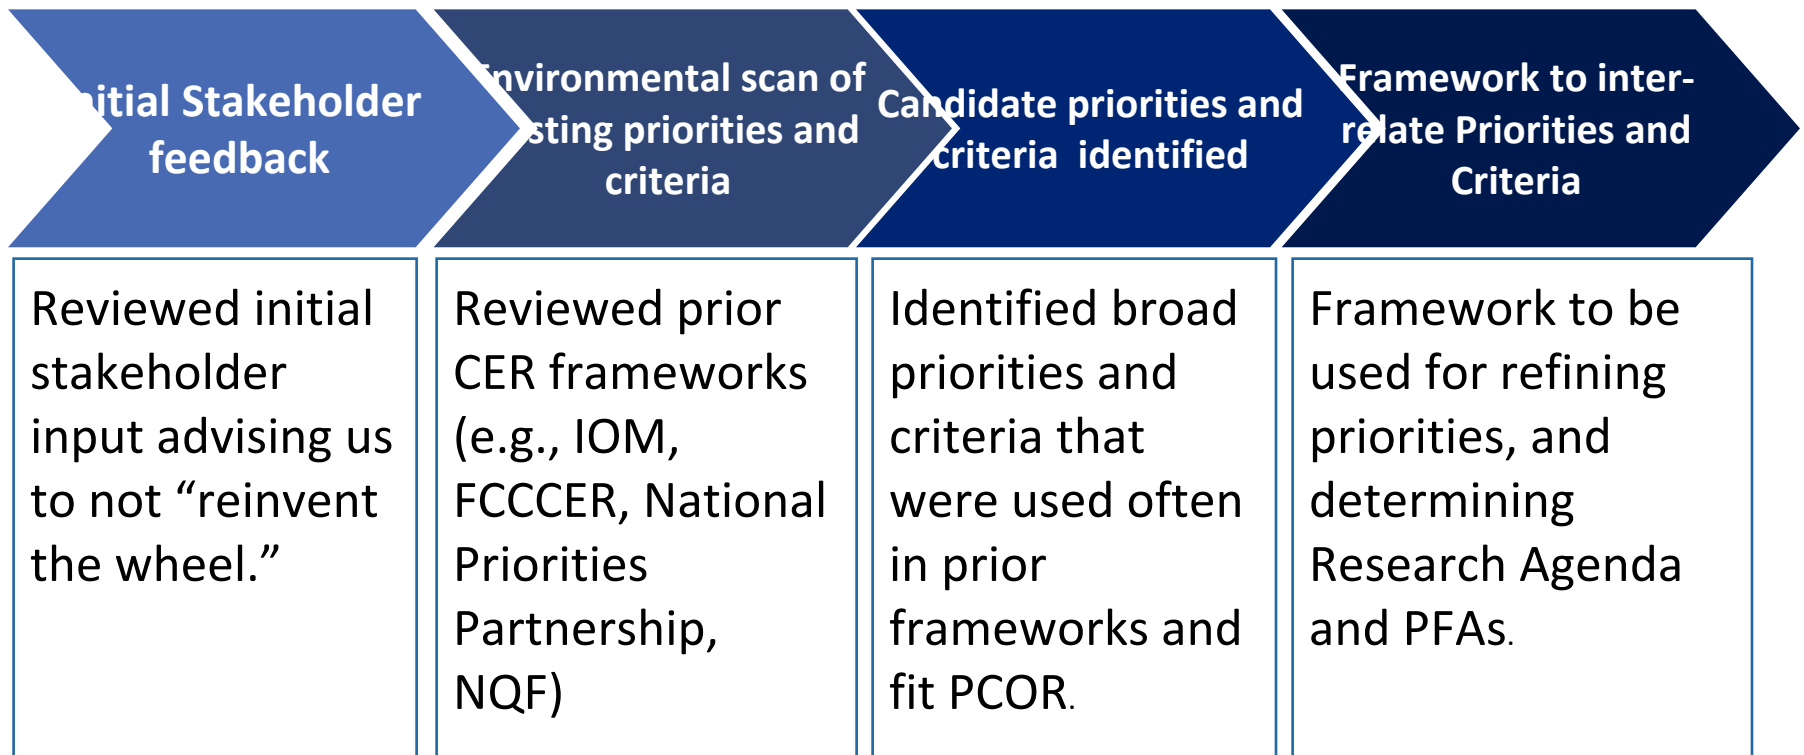 Initial Stakeholder
feedback
Environmental scan of
existing priorities and
criteria
Candidate priorities and
criteria  identified
Framework to inter-
relate Priorities and
Criteria
Reviewed initial
stakeholder
input advising us
to not “reinvent
the wheel.”
Reviewed prior
CER frameworks
(e.g., IOM,
FCCCER, National
Priorities
Partnership,
NQF)
Identified broad
priorities and
criteria that
were used often
in prior
frameworks and
fit PCOR.
Framework to be
used for refining
priorities, and
determining
Research Agenda
and PFAs.